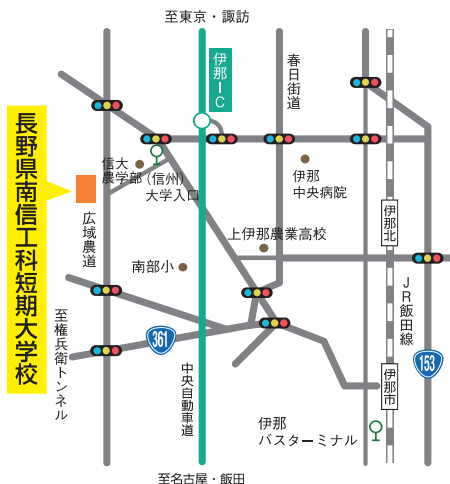 至東京・諏訪
伊那IC
春日街道
長野県南信工科短期大学校
信大
農学部
(信州)
大学入口
伊那
中央病院
広域農道
伊那北
上伊那農業高校
南部小
JR飯田線
至権兵衛トンネル
361
153
中央自動車道
伊那市
伊那
バスターミナル
至名古屋・飯田